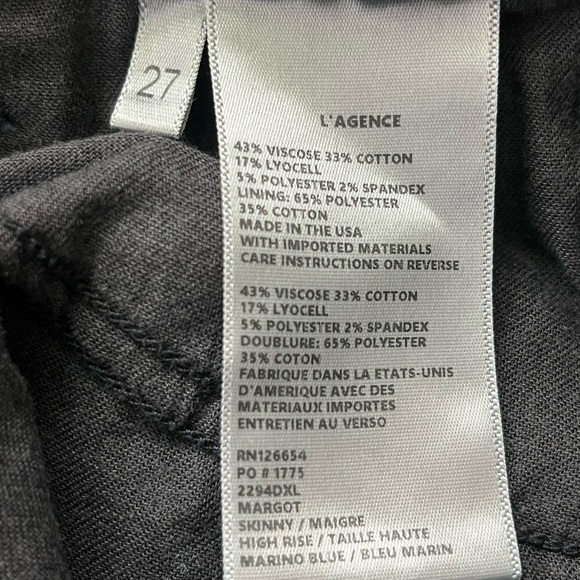 27
L'AGENCE
43% VISCOSE 33% COTTON
17% LYOCELL
5% POLYESTER 2% SPANDEX
LINING: 65% POLYESTER
35% COTTON
MADE IN THE USA
WITH IMPORTED MATERIALS
CARE INSTRUCTIONS ON REVERSE
43% VISCOSE 33% COTTON
17% LYOCELL
5% POLYESTER 2% SPANDEX
DOUBLURE: 65% POLYESTER
35% COTON
FABRIQUE DANS LA ETATS-UNIS
D'AMERIQUE AVEC DES
MATERIAUX IMPORTES
ENTRETIEN AU VERSO
RN126654
PO # 1775
2294DXL
MARGOT
SKINNY / MAIGRE
HIGH RISE / TAILLE HAUTE
MARINO BLUE / BLEU MARIN